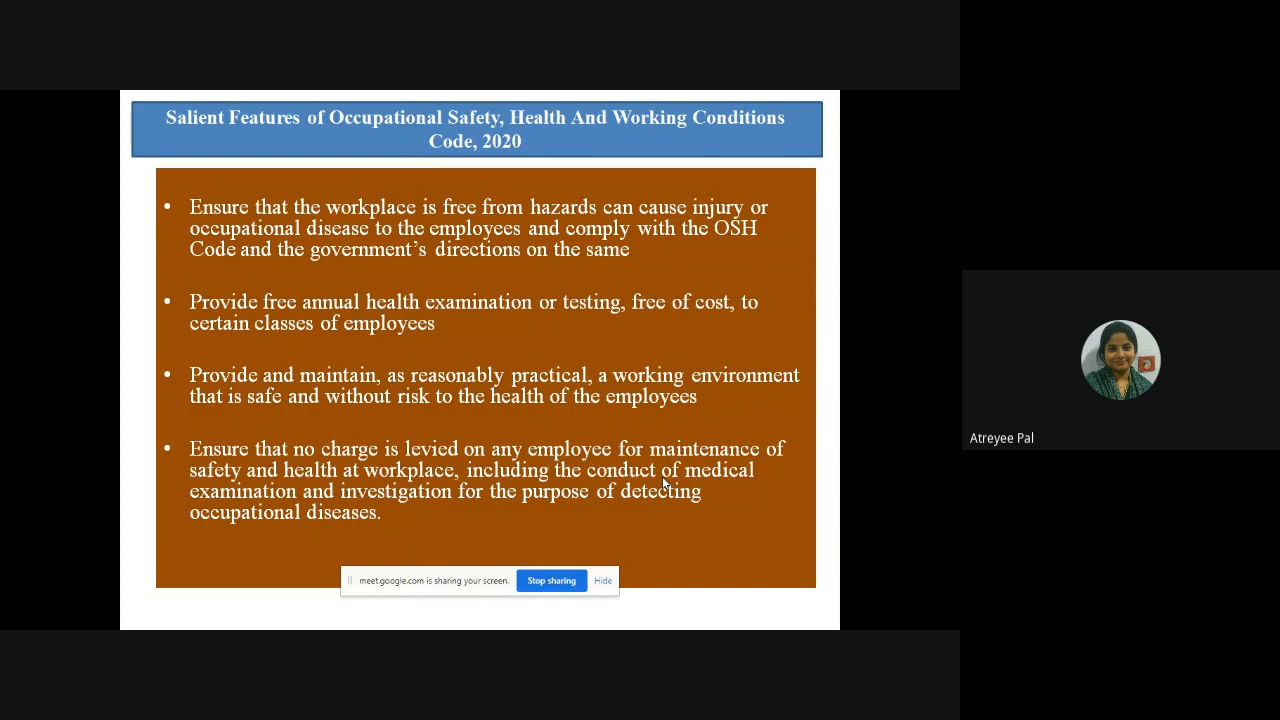 Salient Features of Occupational Safety, Health And Working Conditions
Code, 2020
• Ensure that the workplace is free from hazards can cause injury or
occupational disease to the employees and comply with the OSH
Code and the government’s directions on the same
• Provide free annual health examination or testing, free of cost, to
certain classes of employees
• Provide and maintain, as reasonably practical, a working environment
that is safe and without risk to the health of the employees
• Ensure that no charge is levied on any employee for maintenance of
safety and health at workplace, including the conduct of medical
examination and investigation for the purpose of detecting
occupational diseases.
meet.google.com is sharing your screen. Stop sharing Hide
Atreyee Pal